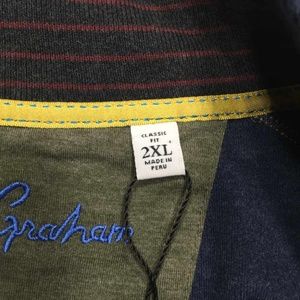 CLASSIC
FIT
2XL
MADE IN
PERU
Graham